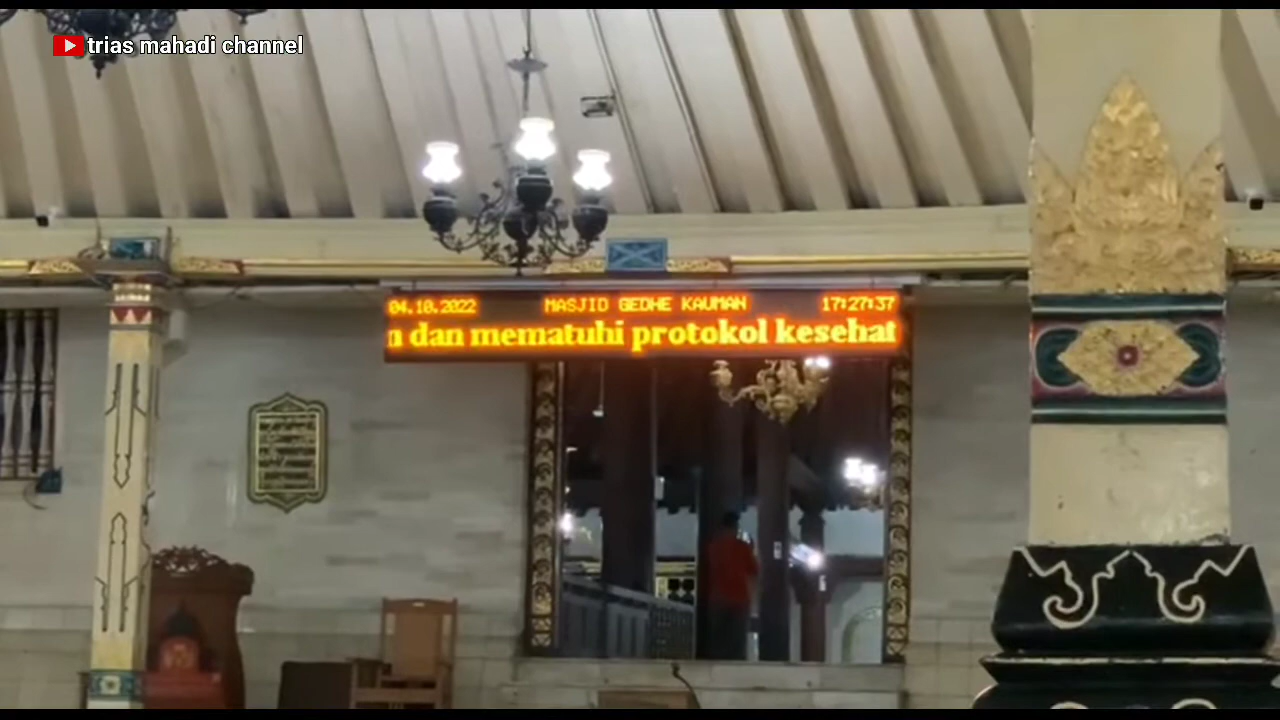 trias mahadi channel
04.10.2022 MASJID GEDHE KAUMAN 17:27:37
n dan mematuhi protokol kesehat